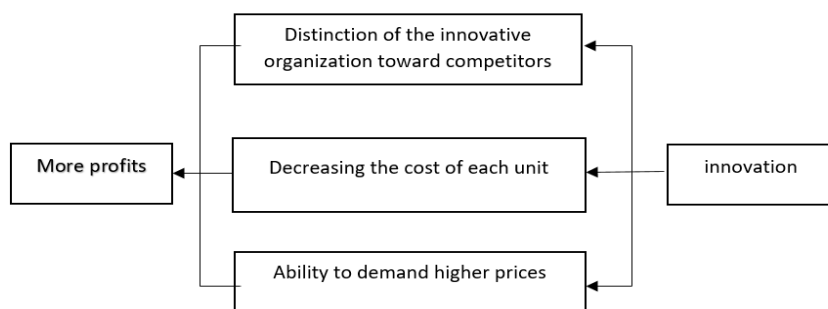 Distinction of the innovative
organization toward competitors
More profits
Decreasing the cost of each unit
innovation
Ability to demand higher prices